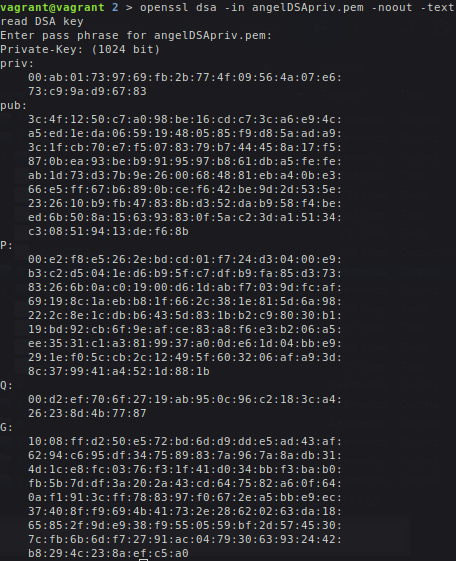 vagrant@vagrant 2 > openssl dsa -in angelDSApriv.pem -noout -text
read DSA key
Enter pass phrase for angelDSApriv.pem:
Private-Key: (1024 bit)
priv:
00:ab:01:73:97:69:fb:2b:77:4f:09:56:4a:07:e6:
73:c9:9a:d9:67:83
pub:
3c:4f:12:50:c7:a0:98:be:16:cd:c7:3c:a6:e9:4c:
a5:ed:1e:da:06:59:19:48:05:85:f9:d8:5a:ad:a9:
3c:1f:cb:70:e7:f5:07:83:79:b7:44:45:8a:17:f5:
87:0b:ea:93:be:b9:91:95:97:b8:61:db:a5:fe:fe:
ab:1d:73:d3:7b:9e:26:00:68:48:81:eb:a4:0b:e3:
66:e5:ff:67:b6:89:0b:ce:f6:42:be:9d:2d:53:5e:
23:26:10:b9:fb:47:83:8b:d3:52:da:b9:58:f4:be:
ed:6b:50:8a:15:63:93:83:0f:5a:c2:3d:a1:51:34:
c3:08:51:94:13:de:f6:8b
P:
00:e2:f8:e5:26:2e:bd:cd:01:f7:24:d3:04:00:e9:
b3:c2:d5:04:1e:d6:b9:5f:c7:df:b9:fa:85:d3:73:
83:26:6b:0a:c0:19:00:d6:1d:ab:f7:03:9d:fc:af:
69:19:8c:1a:eb:b8:1f:66:2c:38:1e:81:5d:6a:98:
22:2c:8e:1c:db:b6:43:5d:83:1b:b2:c9:80:30:b1:
19:bd:92:cb:6f:9e:af:ce:83:a8:f6:e3:b2:06:a5:
ee:35:31:c1:a3:81:99:37:a0:0d:e6:1d:04:bb:e9:
29:1e:f0:5c:cb:2c:12:49:5f:60:32:06:af:a9:3d:
8c:37:99:41:a4:52:1d:88:1b
Q:
00:d2:ef:70:6f:27:19:ab:95:0c:96:c2:18:3c:a4:
26:23:8d:4b:77:87
G:
10:08:ff:d2:50:e5:72:bd:6d:d9:dd:e5:ad:43:af:
62:94:c6:95:df:34:75:89:83:7a:96:7a:8a:db:31:
4d:1c:e8:fc:03:76:f3:1f:41:d0:34:bb:f3:ba:b0:
fb:5b:7d:df:3a:20:2a:43:cd:64:75:82:a6:0f:64:
0a:f1:91:3c:ff:78:83:97:f0:67:2e:a5:bb:e9:ec:
37:40:8f:f9:69:4b:41:73:2e:28:62:02:63:da:18:
65:85:2f:9d:e9:38:f9:55:05:59:bf:2d:57:45:30:
7c:fb:6b:6d:f7:27:91:ac:04:79:30:63:93:24:42:
b8:29:4c:23:8a:ef:c5:a0